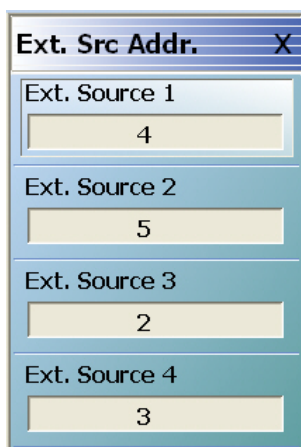 Ext. Src Addr. X
Ext. Source 1
4
Ext. Source 2
5
Ext. Source 3
2
Ext. Source 4
3